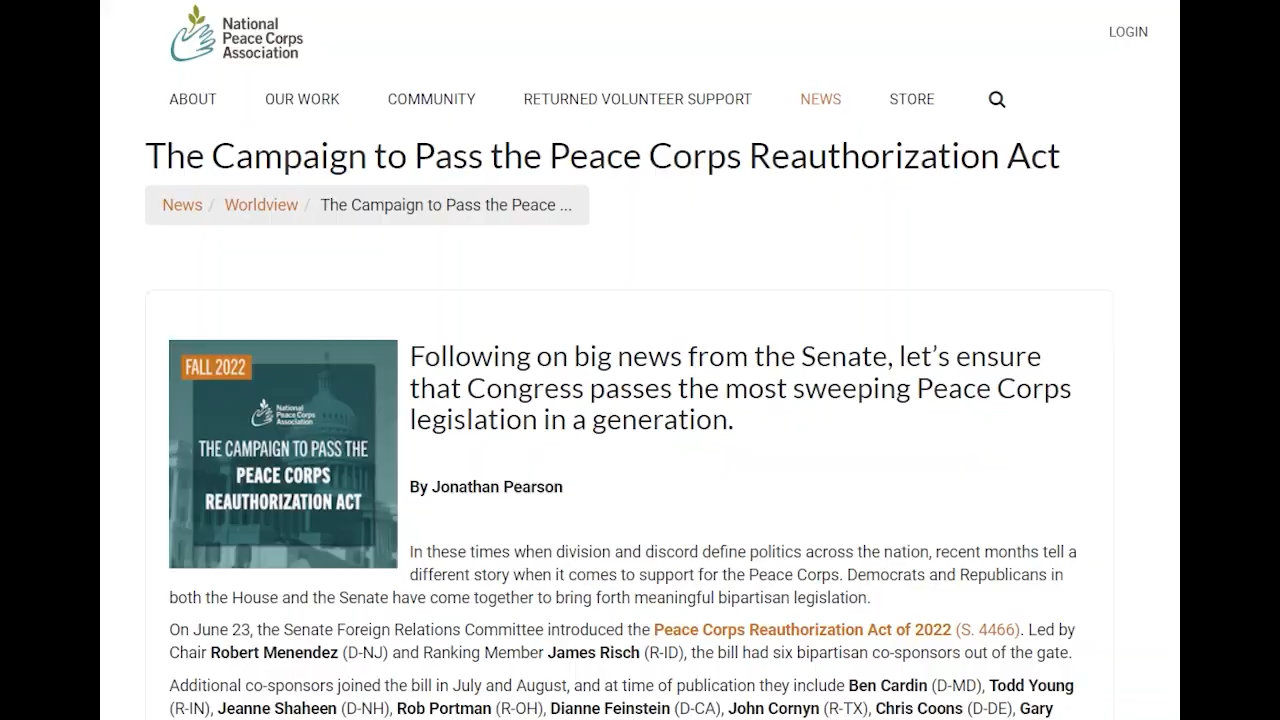 National
Peace Corps
Association
LOGIN
ABOUT OUR WORK COMMUNITY RETURNED VOLUNTEER SUPPORT NEWS STORE
The Campaign to Pass the Peace Corps Reauthorization Act
News / Worldview / The Campaign to Pass the Peace ...
FALL 2022
National
Peace Corps
Association
THE CAMPAIGN TO PASS THE
PEACE CORPS
REAUTHORIZATION ACT
Following on big news from the Senate, let’s ensure
that Congress passes the most sweeping Peace Corps
legislation in a generation.
By Jonathan Pearson
In these times when division and discord define politics across the nation, recent months tell a
different story when it comes to support for the Peace Corps. Democrats and Republicans in
both the House and the Senate have come together to bring forth meaningful bipartisan legislation.
On June 23, the Senate Foreign Relations Committee introduced the Peace Corps Reauthorization Act of 2022 (S. 4466). Led by
Chair Robert Menendez (D-NJ) and Ranking Member James Risch (R-ID), the bill had six bipartisan co-sponsors out of the gate.
Additional co-sponsors joined the bill in July and August, and at time of publication they include Ben Cardin (D-MD), Todd Young
(R-IN), Jeanne Shaheen (D-NH), Rob Portman (R-OH), Dianne Feinstein (D-CA), John Cornyn (R-TX), Chris Coons (D-DE), Gary